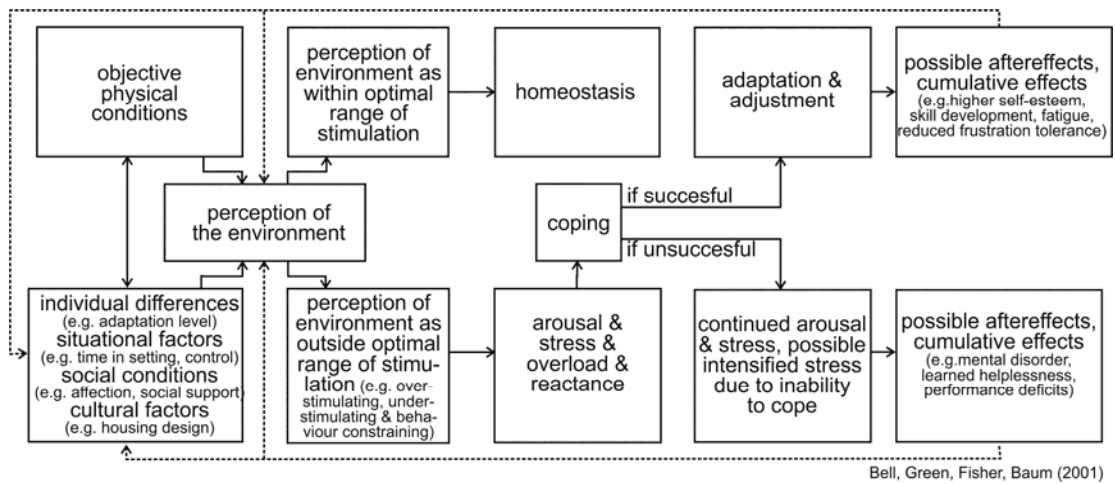 objective
physical
conditions
perception of
environment as
within optimal
range of
stimulation
homeostasis
adaptation &
adjustment
possible aftereffects,
cumulative effects
(e.g.higher self-esteem,
skill development, fatigue,
reduced frustration tolerance)
perception of
the environment
coping
if succesful
if unsuccesful
individual differences
(e.g. adaptation level)
situational factors
(e.g. time in setting, control)
social conditions
(e.g. affection, social support)
cultural factors
(e.g. housing design)
perception of
environment as
outside optimal
range of stimu-
lation (e.g. over-
stimulating, under-
stimulating & beha-
viour constraining)
arousal &
stress &
overload &
reactance
continued arousal
& stress, possible
intensified stress
due to inability
to cope
possible aftereffects,
cumulative effects
(e.g.mental disorder,
learned helplessness,
performance deficits)
Bell, Green, Fisher, Baum (2001)